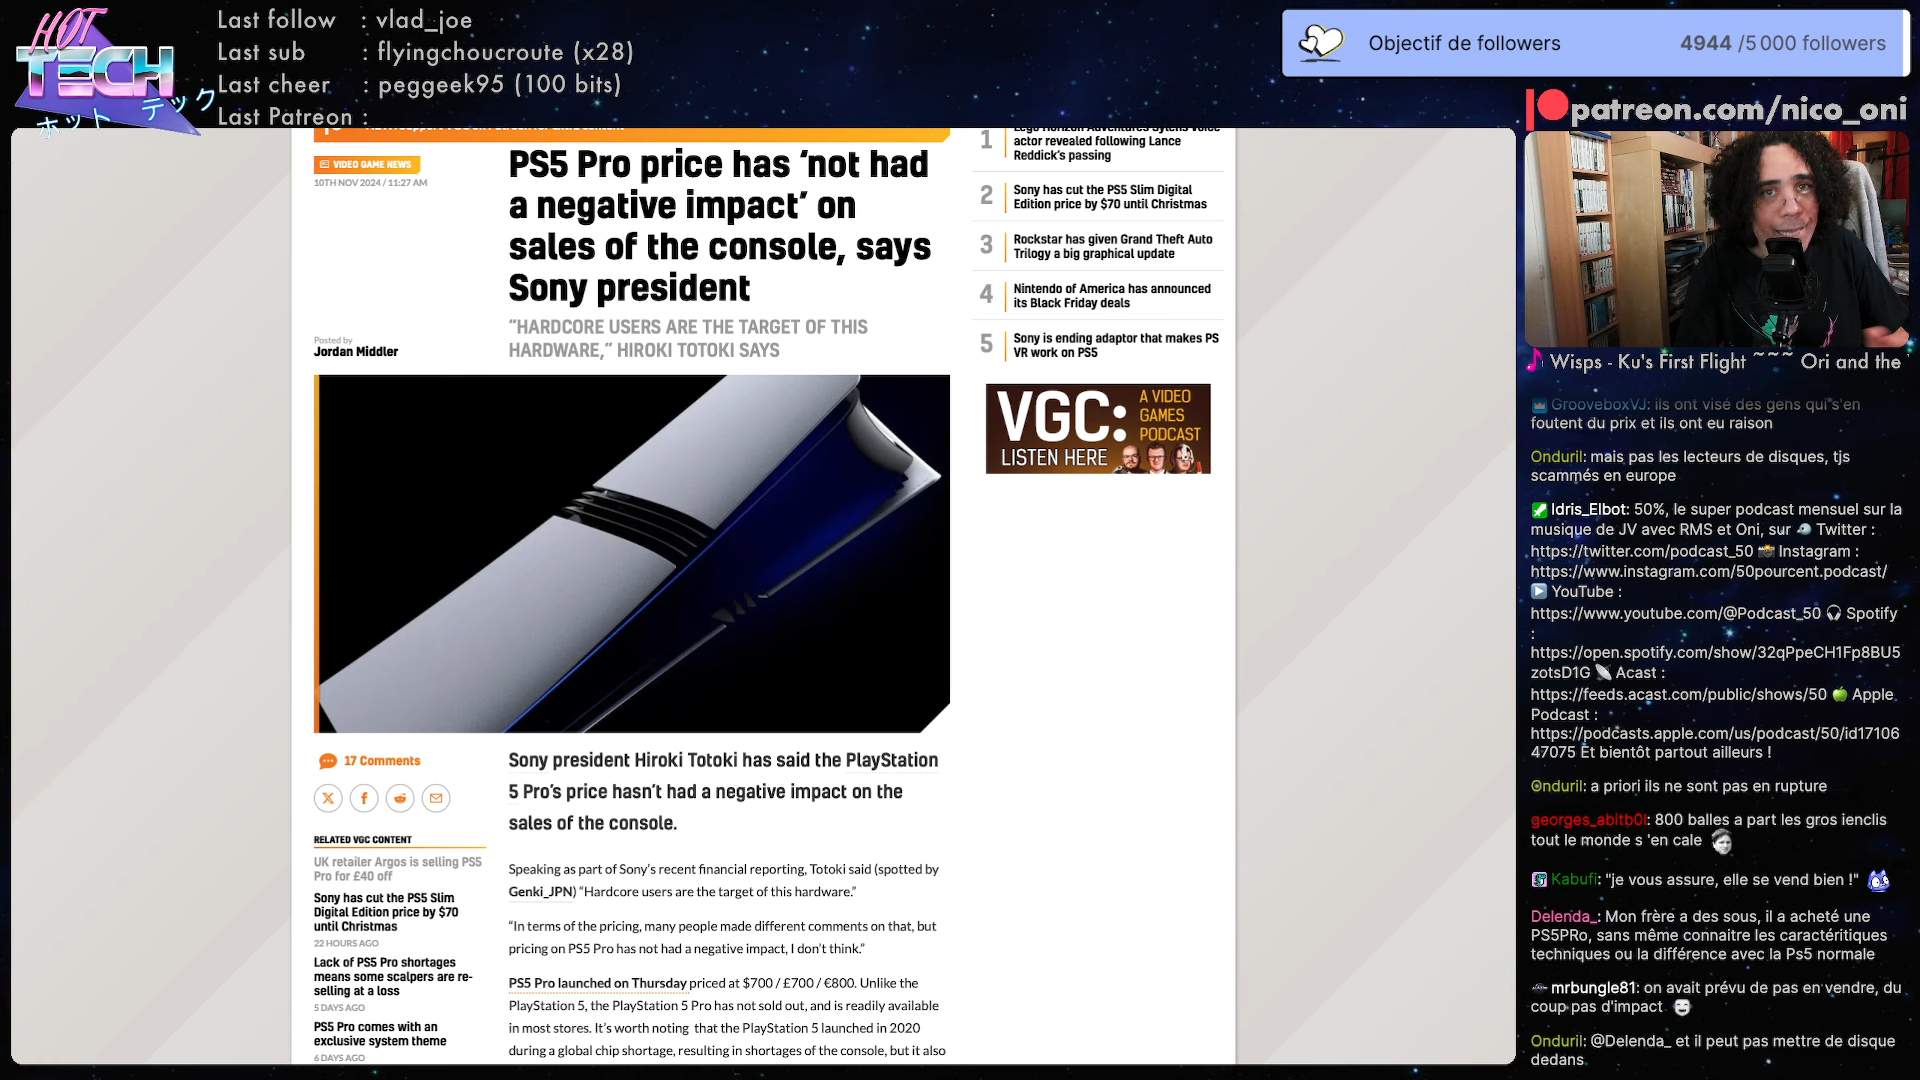 HOT
TECH
ホット テック
Last follow : vlad_joe
Last sub : flyingchoucroute (x28)
Last cheer : peggeek95 (100 bits)
Last Patreon :
Objectif de followers
4944 /5 000 followers
patreon.com/nico_oni
VIDEO GAME NEWS
10TH NOV 2024 / 11:27 AM
PS5 Pro price has ‘not had
a negative impact’ on
sales of the console, says
Sony president
“HARDCORE USERS ARE THE TARGET OF THIS
HARDWARE,” HIROKI TOTOKI SAYS
Posted by
Jordan Middler
17 Comments
RELATED VGC CONTENT
UK retailer Argos is selling PS5
Pro for £40 off
Sony has cut the PS5 Slim
Digital Edition price by $70
until Christmas
22 HOURS AGO
Lack of PS5 Pro shortages
means some scalpers are re-
selling at a loss
5 DAYS AGO
PS5 Pro comes with an
exclusive system theme
6 DAYS AGO
Sony president Hiroki Totoki has said the PlayStation
5 Pro’s price hasn’t had a negative impact on the
sales of the console.
Speaking as part of Sony’s recent financial reporting, Totoki said (spotted by
Genki_JPN) “Hardcore users are the target of this hardware.”
“In terms of the pricing, many people made different comments on that, but
pricing on PS5 Pro has not had a negative impact, I don’t think.”
PS5 Pro launched on Thursday priced at $700 / £700 / €800. Unlike the
PlayStation 5, the PlayStation 5 Pro has not sold out, and is readily available
in most stores. It’s worth noting that the PlayStation 5 launched in 2020
during a global chip shortage, resulting in shortages of the console, but it also
1
Lego Horizon Adventures Sylens voice
actor revealed following Lance
Reddick’s passing
2
Sony has cut the PS5 Slim Digital
Edition price by $70 until Christmas
3
Rockstar has given Grand Theft Auto
Trilogy a big graphical update
4
Nintendo of America has announced
its Black Friday deals
5
Sony is ending adaptor that makes PS
VR work on PS5
VGC:
A VIDEO
GAMES
PODCAST
LISTEN HERE
Wisps - Ku's First Flight ~~~ Ori and the
GrooveboxVJ: ils ont visé des gens qui s'en
foutent du prix et ils ont eu raison
Onduril: mais pas les lecteurs de disques, tjs
scammés en europe
Idris_Elbot: 50%, le super podcast mensuel sur la
musique de JV avec RMS et Oni, sur Twitter :
https://twitter.com/podcast_50 Instagram :
https://www.instagram.com/50pourcent.podcast/
YouTube :
https://www.youtube.com/@Podcast_50 Spotify
:
https://open.spotify.com/show/32qPpeCH1Fp8BU5
zotsD1G Acast :
https://feeds.acast.com/public/shows/50 Apple
Podcast :
https://podcasts.apple.com/us/podcast/50/id17106
47075 Et bientôt partout ailleurs !
Onduril: a priori ils ne sont pas en rupture
georges_abitb0l: 800 balles a part les gros ienclis
tout le monde s 'en cale
Kabufi: "je vous assure, elle se vend bien !"
Delenda_: Mon frère a des sous, il a acheté une
PS5PRo, sans même connaitre les caractéritiques
techniques ou la différence avec la Ps5 normale
mrbungle81: on avait prévu de pas en vendre, du
coup pas d'impact
Onduril: @Delenda_ et il peut pas mettre de disque
dedans